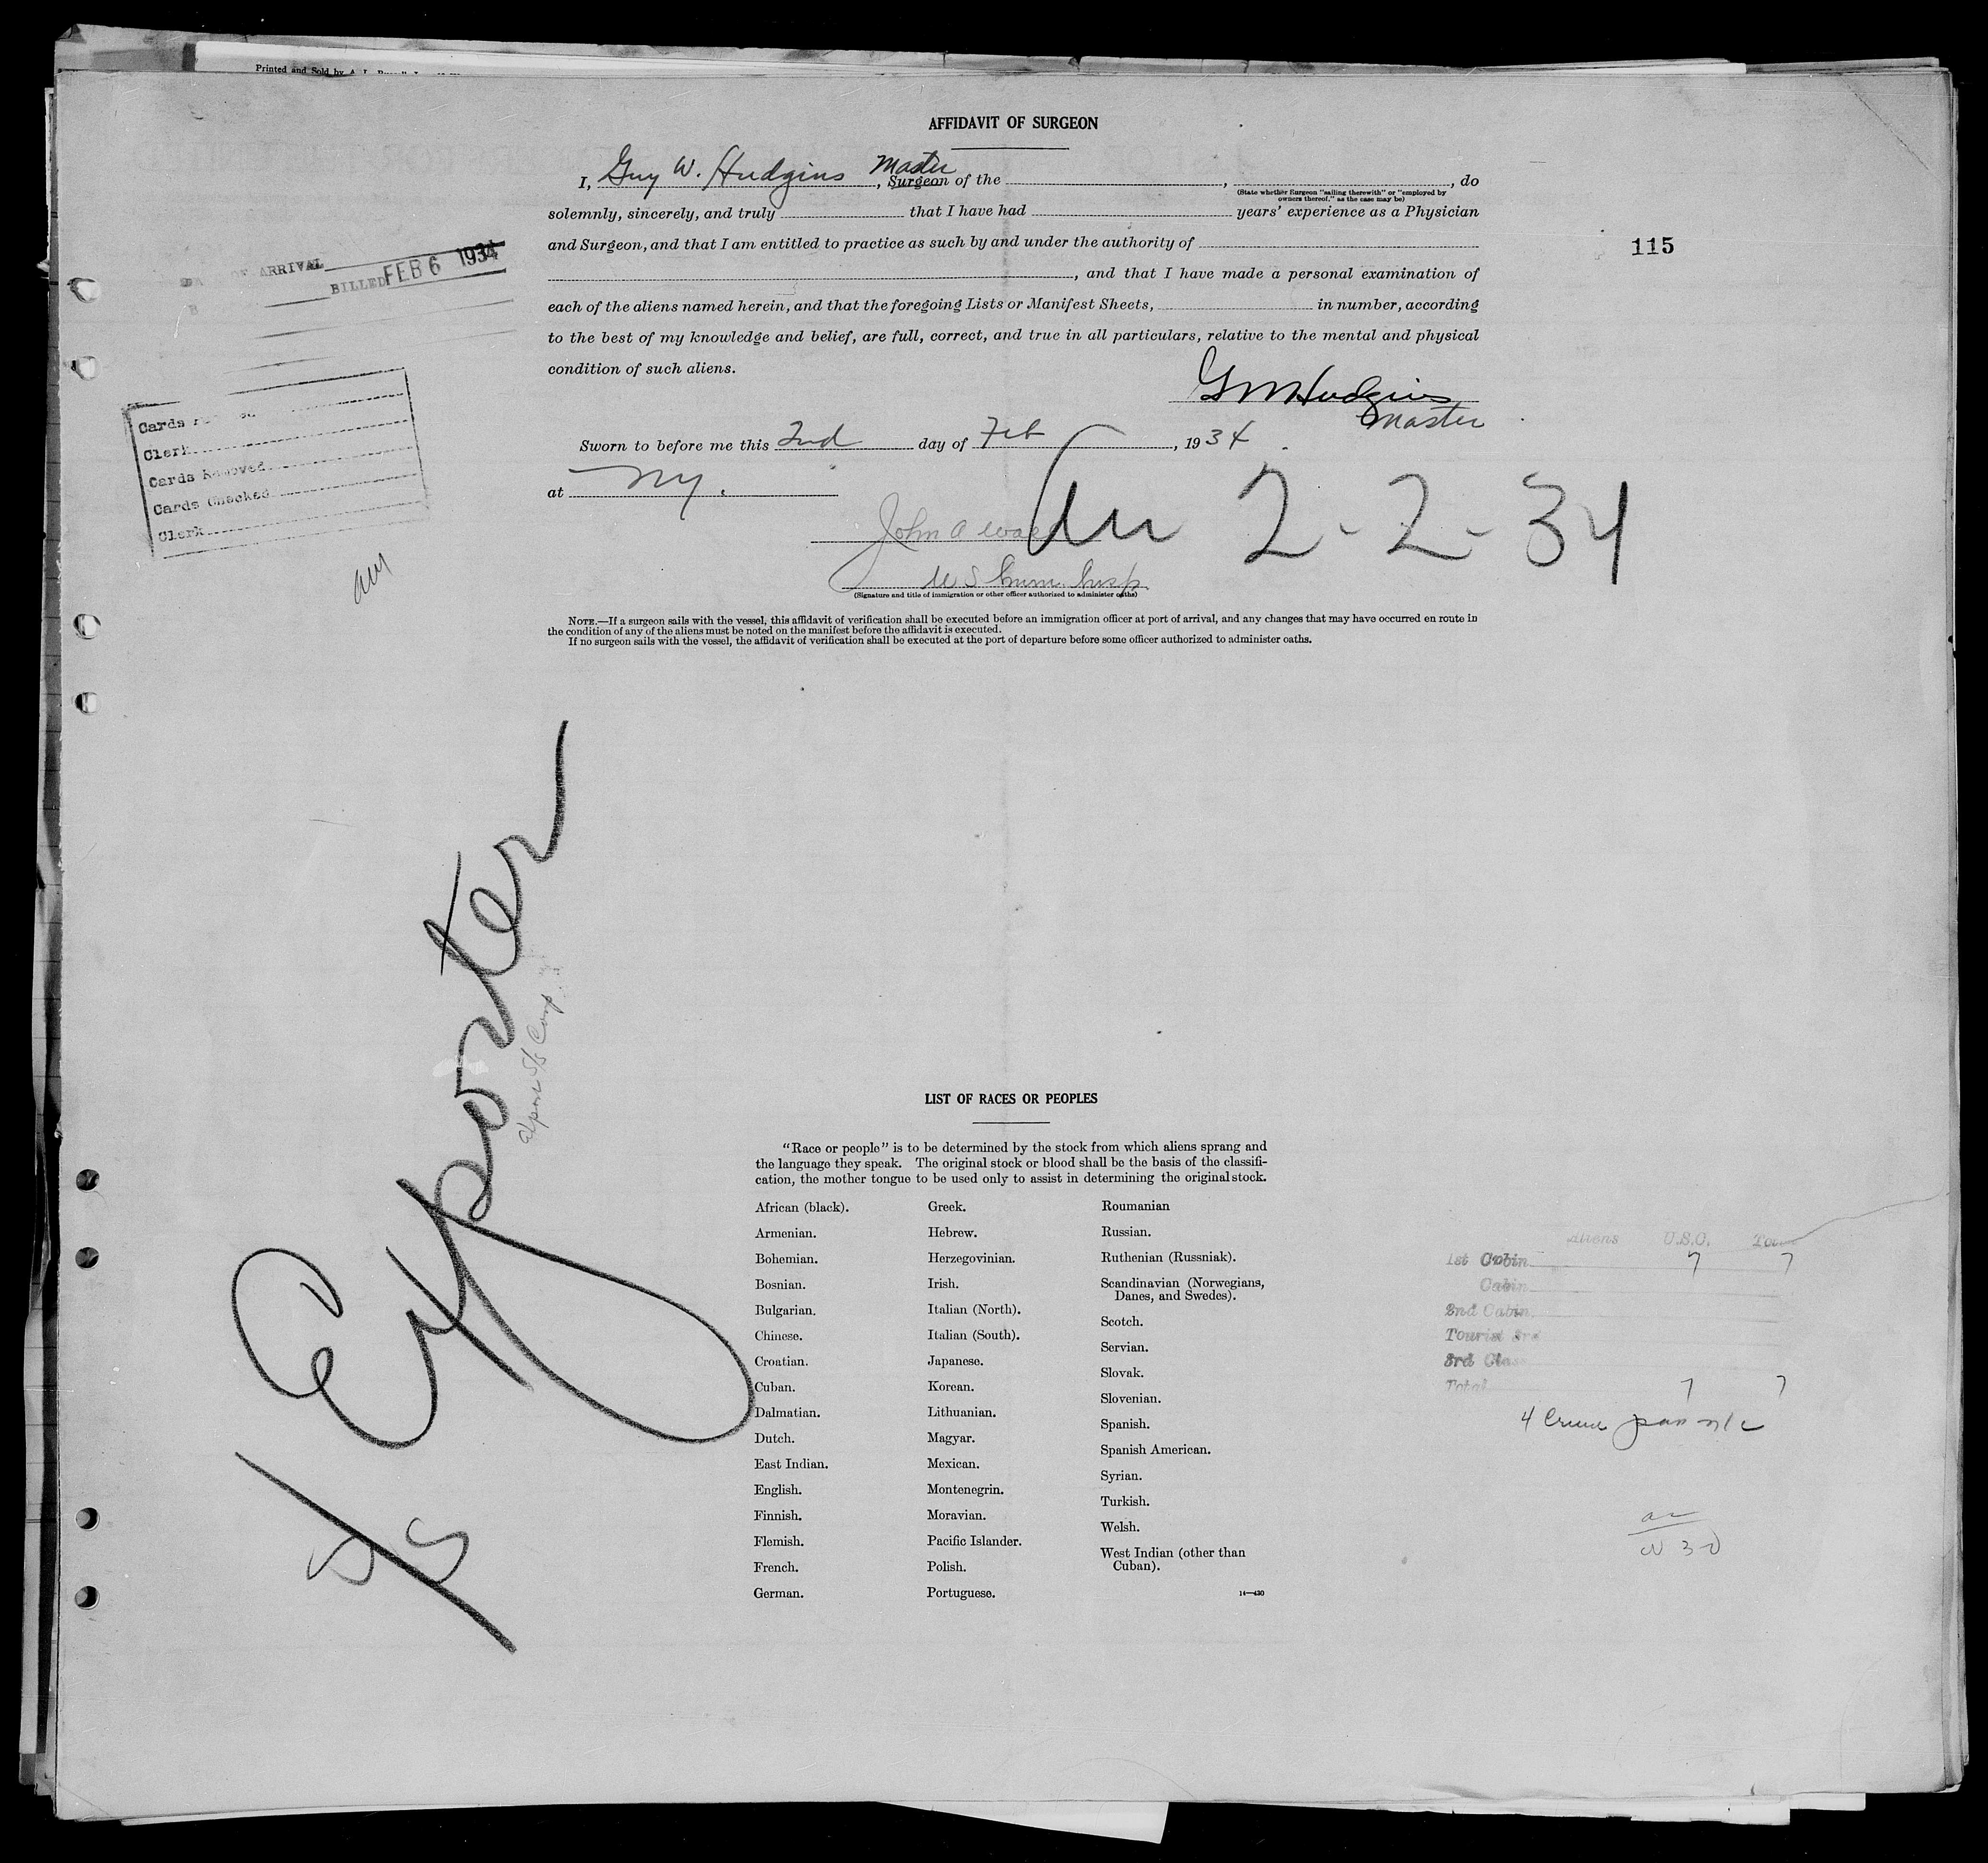 Printed and Sold by
AFFIDAVIT OF SURGEON
I, Guy W. Hudgins Master, Surgeon of the , , do
(State whether Surgeon "sailing therewith" or "employed by
owners thereof," as the case may be)
solemnly, sincerely, and truly that I have had years' experience as a Physician
and Surgeon, and that I am entitled to practice as such by and under the authority of
, and that I have made a personal examination of
each of the aliens named herein, and that the foregoing Lists or Manifest Sheets, in number, according
to the best of my knowledge and belief, are full, correct, and true in all particulars, relative to the mental and physical
condition of such aliens.
115
ARRIVAL
BILLED FEB 6 1934
GWHudgins
Master
Sworn to before me this 2nd day of Feb , 1934
at NY.
John A
U S Imm. Insp
(Signature and title of immigration or other officer authorized to administer oaths)
2-2-34
Cards
Clerk
Cards Removed
Cards Checked
Clerk
NOTE.—If a surgeon sails with the vessel, this affidavit of verification shall be executed before an immigration officer at port of arrival, and any changes that may have occurred en route in
the condition of any of the aliens must be noted on the manifest before the affidavit is executed.
If no surgeon sails with the vessel, the affidavit of verification shall be executed at the port of departure before some officer authorized to administer oaths.
S/S Exporter
S/S Corp.
LIST OF RACES OR PEOPLES
"Race or people" is to be determined by the stock from which aliens sprang and
the language they speak. The original stock or blood shall be the basis of the classifi-
cation, the mother tongue to be used only to assist in determining the original stock.
African (black).
Armenian.
Bohemian.
Bosnian.
Bulgarian.
Chinese.
Croatian.
Cuban.
Dalmatian.
Dutch.
East Indian.
English.
Finnish.
Flemish.
French.
German.
Greek.
Hebrew.
Herzegovinian.
Irish.
Italian (North).
Italian (South).
Japanese.
Korean.
Lithuanian.
Magyar.
Mexican.
Montenegrin.
Moravian.
Pacific Islander.
Polish.
Portuguese.
Roumanian
Russian.
Ruthenian (Russniak).
Scandinavian (Norwegians,
Danes, and Swedes).
Scotch.
Servian.
Slovak.
Slovenian.
Spanish.
Spanish American.
Syrian.
Turkish.
Welsh.
West Indian (other than
Cuban).
14—430
Aliens U.S.C.
1st Cabin 7 7
Cabin
2nd Cabin
Tourist 3rd
3rd Class
Total 7 7
4